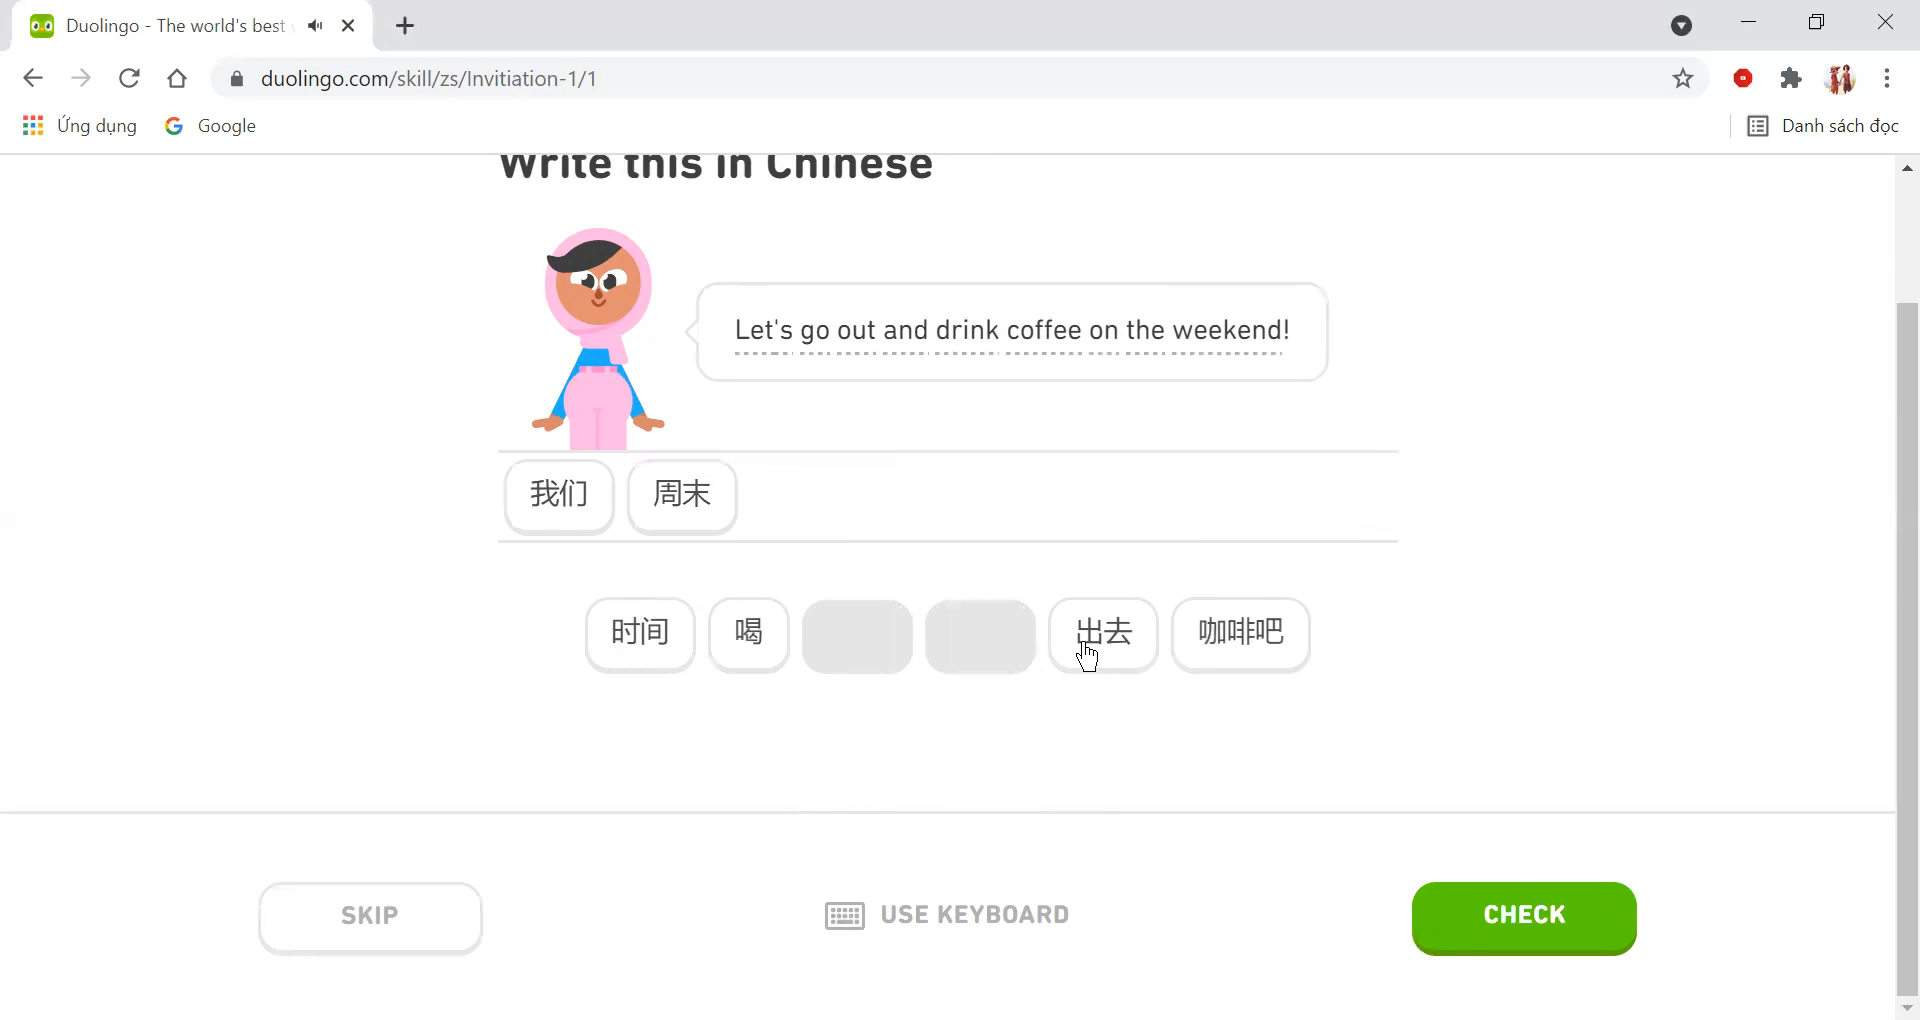 Duolingo - The world's best
duolingo.com/skill/zs/Invitiation-1/1
Ứng dụng Google Danh sách đọc
Write this in Chinese
Let's go out and drink coffee on the weekend!
我们 周末
时间 喝 出去 咖啡吧
SKIP USE KEYBOARD CHECK